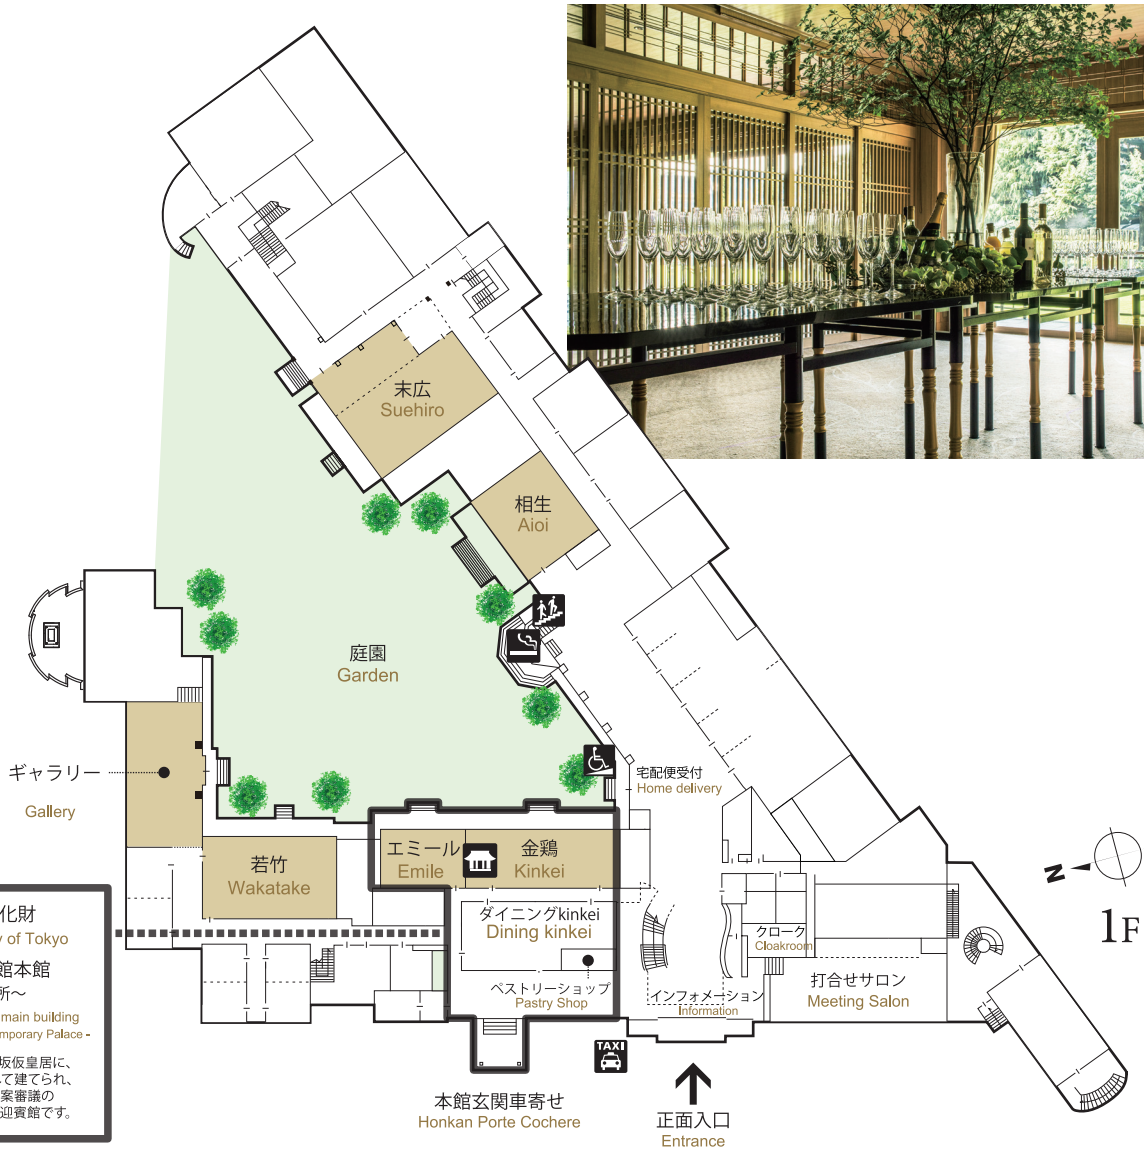 末広
Suehiro
相生
Aioi
庭園
Garden
宅配便受付
Home delivery
ギャラリー
Gallery
エミール
Emile
金鶏
Kinkei
若竹
Wakatake
ダイニングkinkei
Dining kinkei
クローク
Cloakroom
ペストリーショップ
Pastry Shop
インフォメーション
Information
打合せサロン
Meeting Salon
N
1F
化財
y of Tokyo
館本館
所～
main building
mporary Palace -
坂仮皇居に、
て建てられ、
案審議の
迎賓館です。
TAXI
本館玄関車寄せ
Honkan Porte Cochere
正面入口
Entrance